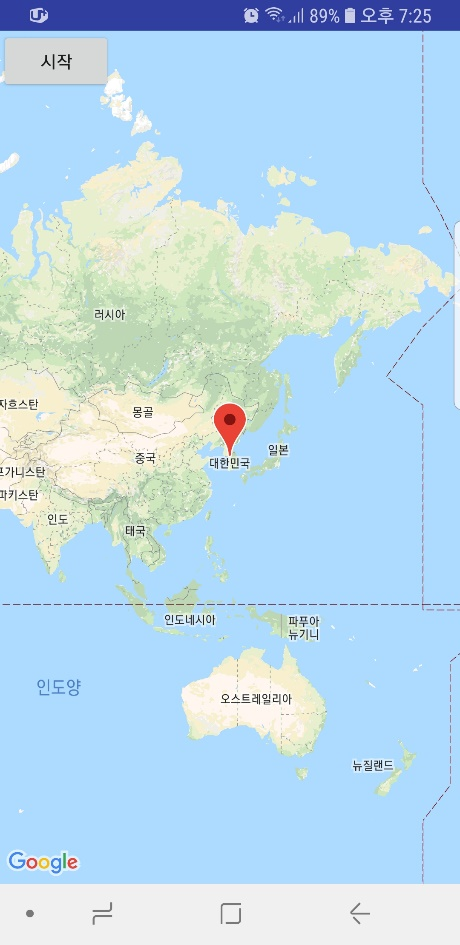 U+ 89% 오후 7:25
시작
러시아
자흐스탄
몽골
중국
일본
대한민국
프가니스탄
파키스탄
인도
태국
인도네시아
파푸아
뉴기니
인도양
오스트레일리아
뉴질랜드
Google